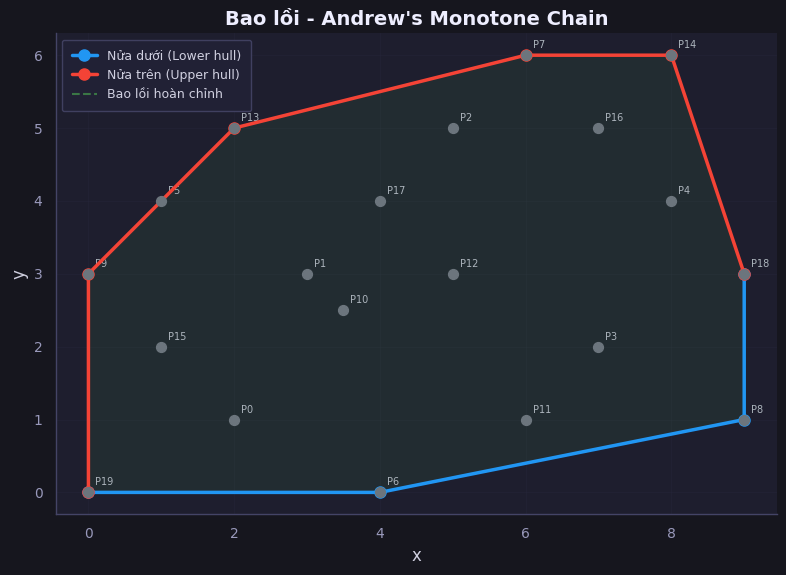 Bao lồi - Andrew's Monotone Chain
Nửa dưới (Lower hull)
Nửa trên (Upper hull)
Bao lồi hoàn chỉnh
P7
P14
P13
P2
P16
P5
P17
P4
P9
P1
P12
P18
P10
P15
P3
P0
P11
P8
P19
P6
6
5
4
3
2
1
0
y
0 2 4 6 8
x